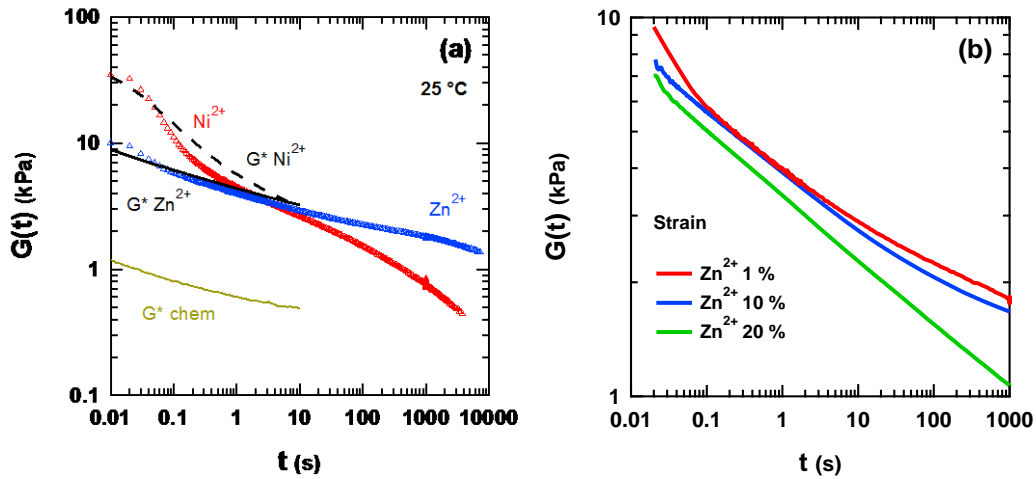 (a)
25 °C
Ni²⁺
G* Ni²⁺
G* Zn²⁺
Zn²⁺
G* chem
G(t) (kPa)
100
10
1
0.1
0.01 0.1 1 10 100 1000 10000
t (s)
(b)
G(t) (kPa)
10
1
Strain
Zn²⁺ 1 %
Zn²⁺ 10 %
Zn²⁺ 20 %
0.01 0.1 1 10 100 1000
t (s)